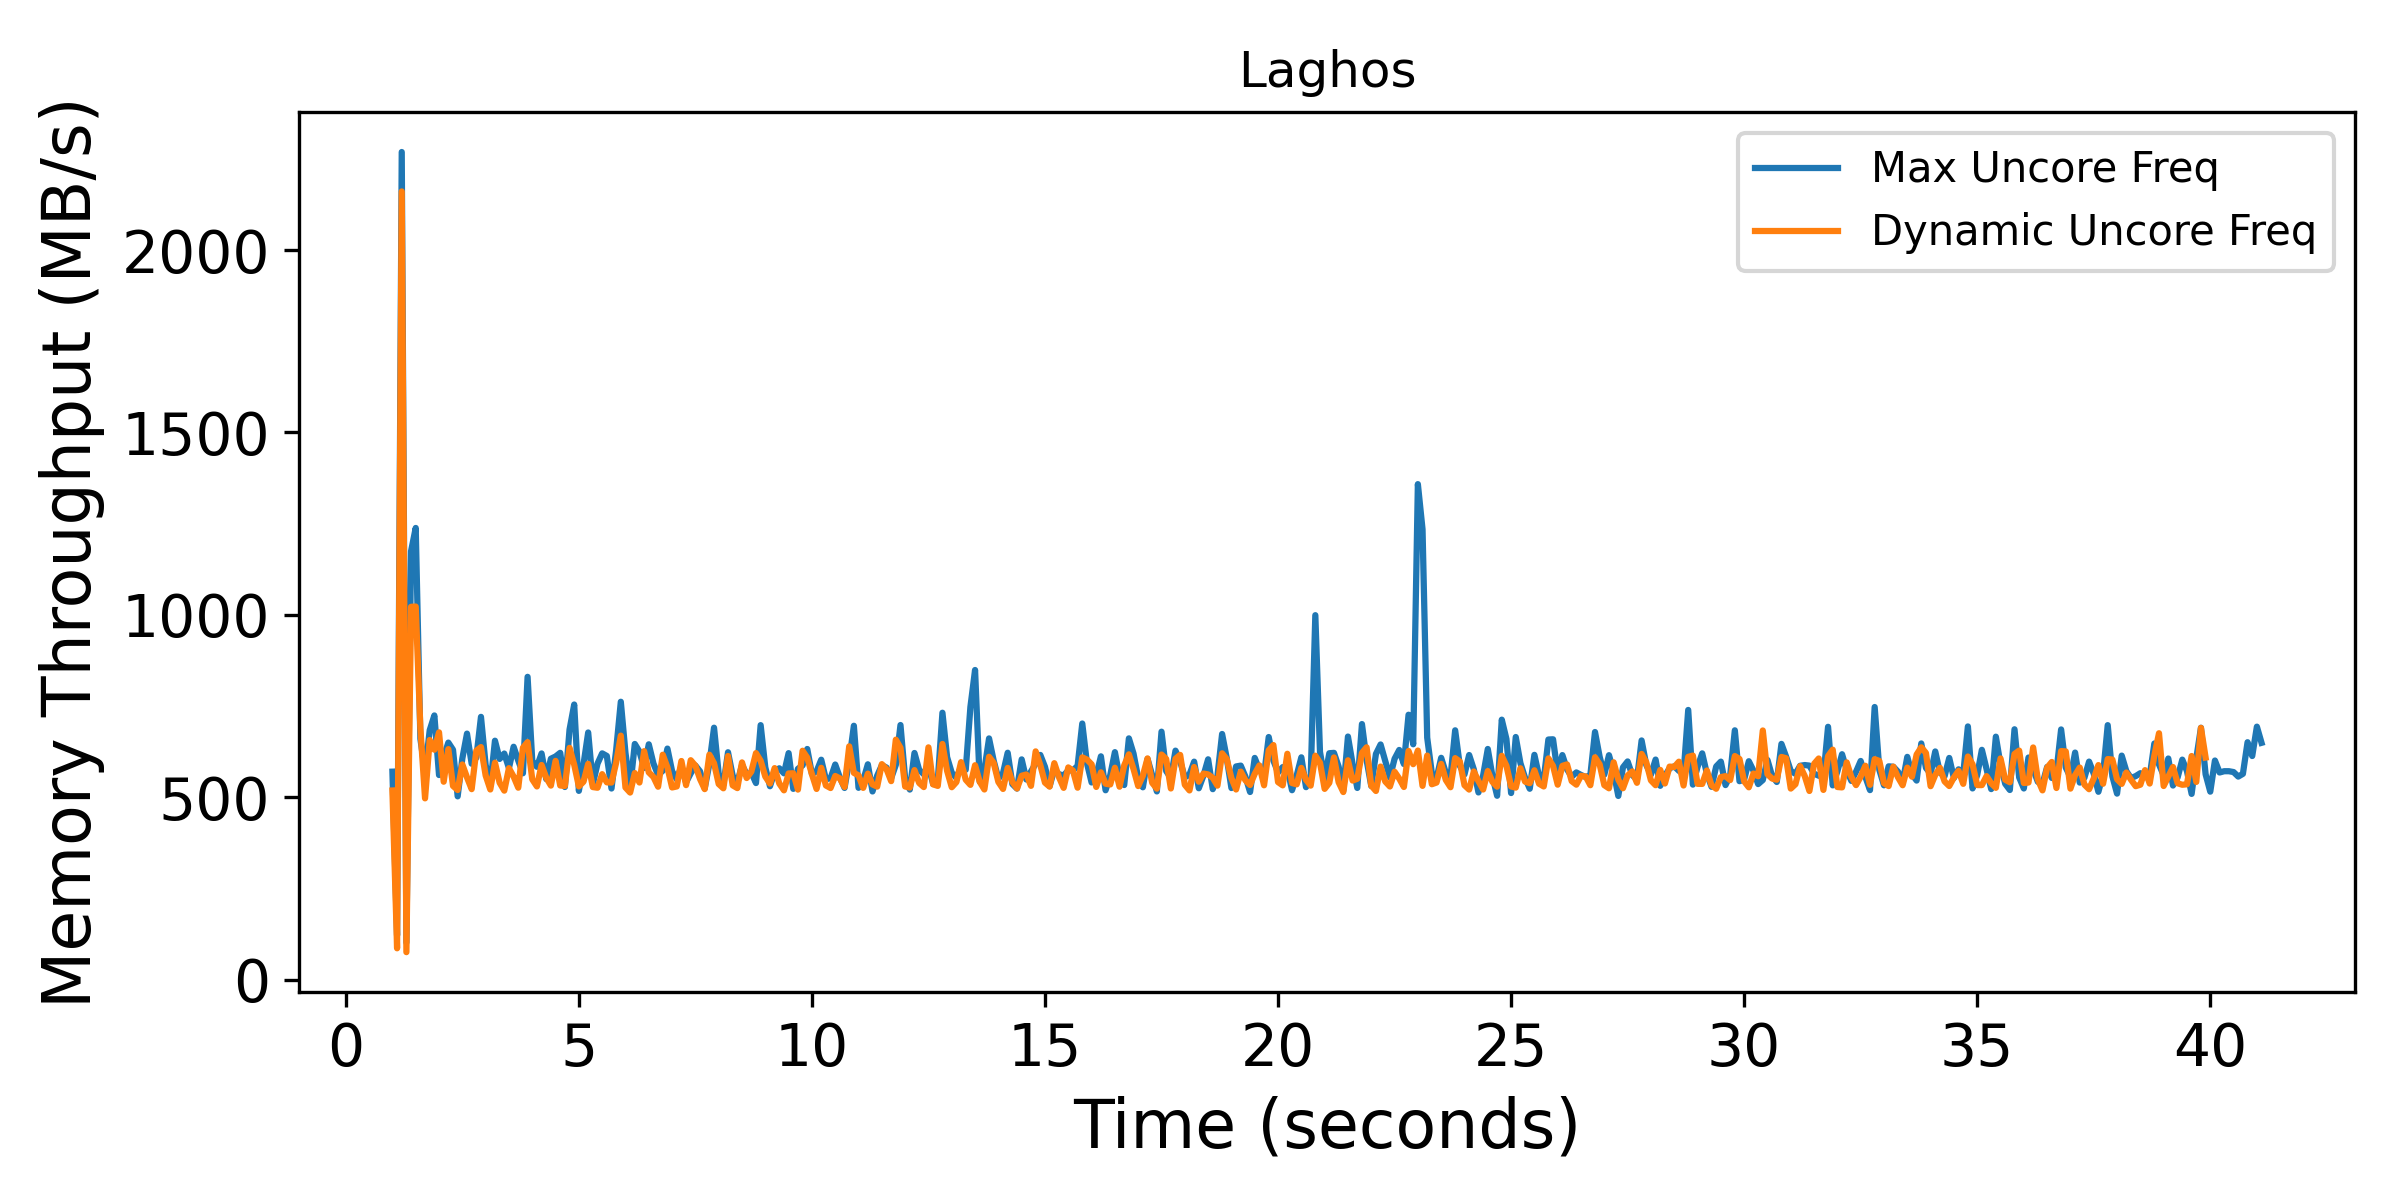 Laghos
Max Uncore Freq
Dynamic Uncore Freq
Memory Throughput (MB/s)
2000
1500
1000
500
0
0 5 10 15 20 25 30 35 40
Time (seconds)